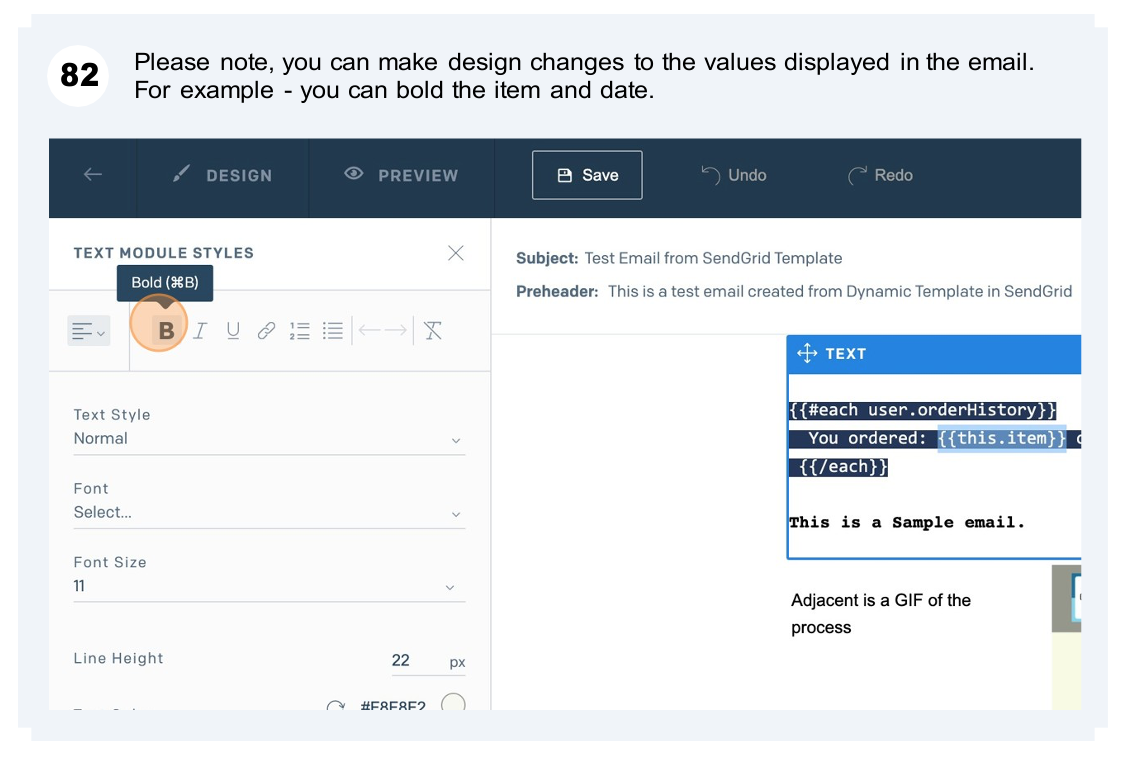 82
Please note, you can make design changes to the values displayed in the email.
For example - you can bold the item and date.
DESIGN
PREVIEW
Save
Undo
Redo
TEXT MODULE STYLES
Bold (⌘B)
B
I
U
Text Style
Normal
Font
Select...
Font Size
11
Line Height
22 px
#F8F8F2
Subject: Test Email from SendGrid Template
Preheader: This is a test email created from Dynamic Template in SendGrid
TEXT
{{#each user.orderHistory}}
You ordered: {{this.item}}
{{/each}}
This is a Sample email.
Adjacent is a GIF of the
process